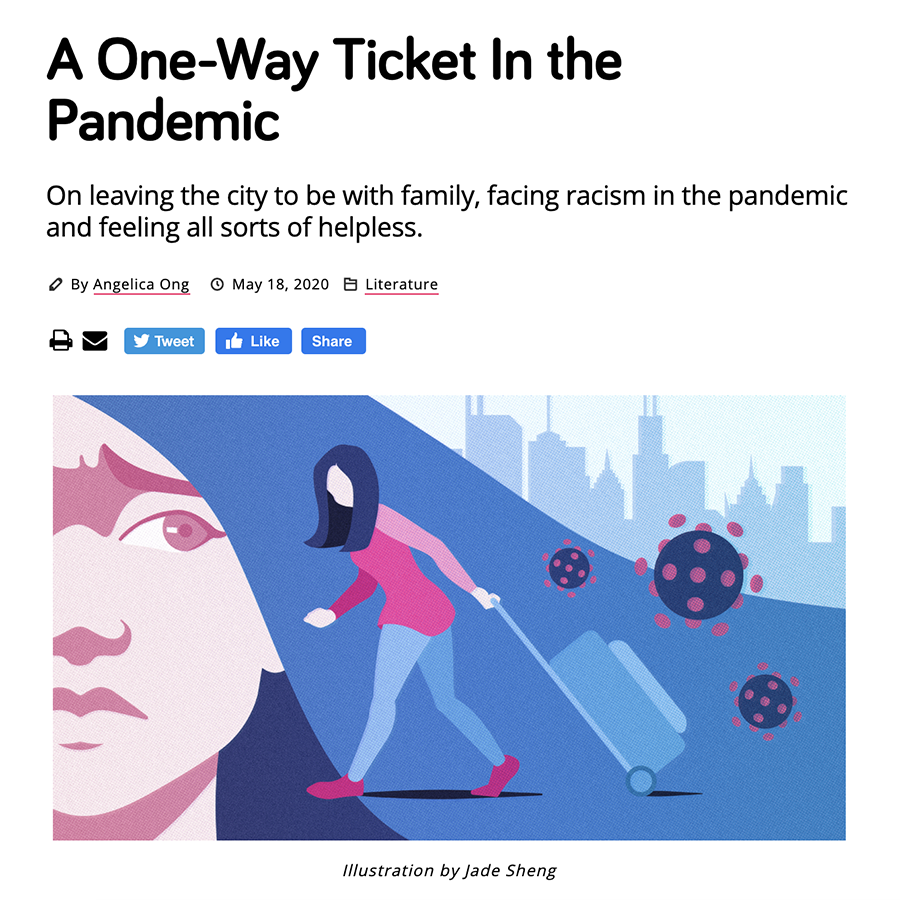 A One-Way Ticket In the
Pandemic
On leaving the city to be with family, facing racism in the pandemic
and feeling all sorts of helpless.
By Angelica Ong May 18, 2020 Literature
Tweet Like Share
Illustration by Jade Sheng